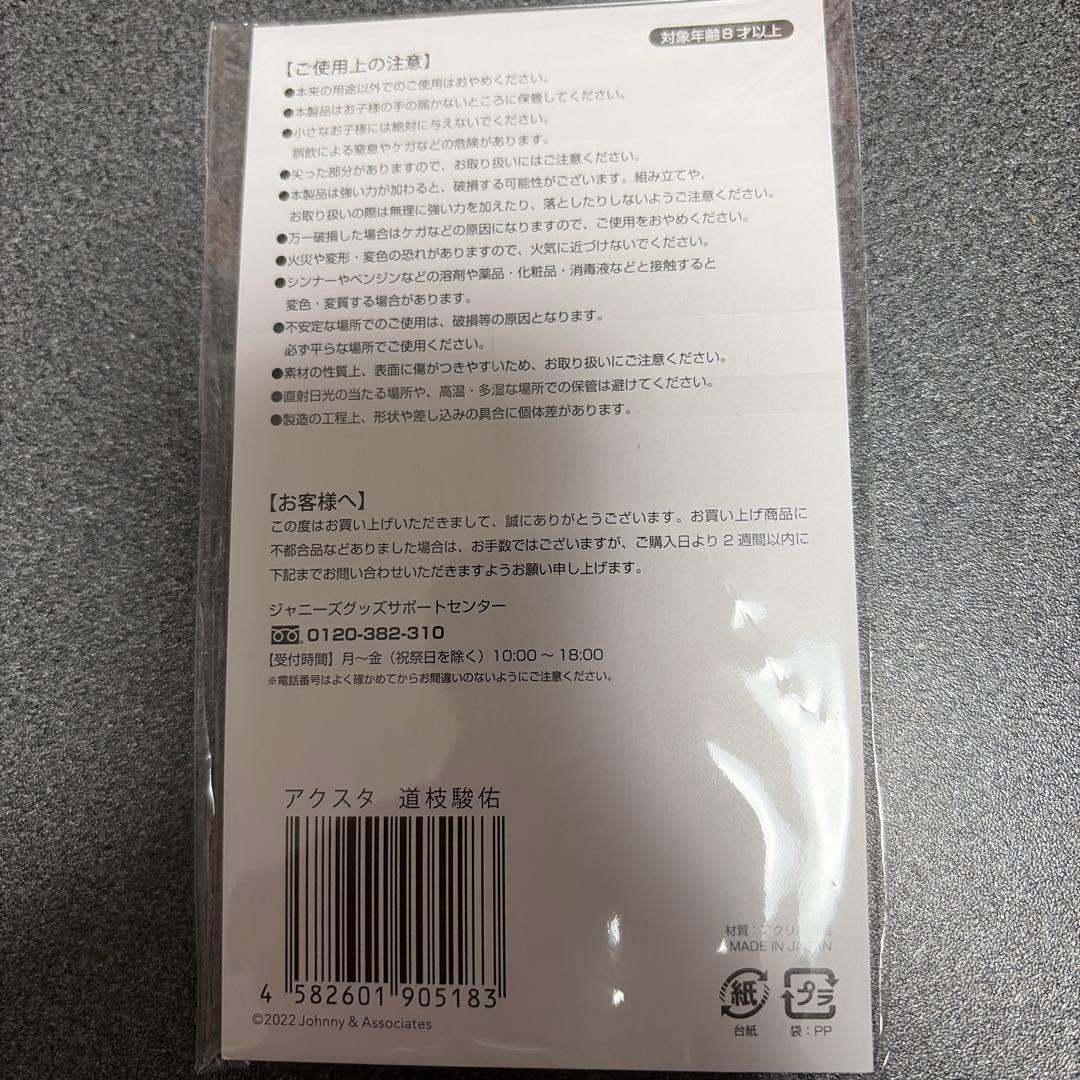 対象年齢8才以上
【ご使用上の注意】
●本来の用途以外でのご使用はおやめください。
●本製品はお子様の手の届かないところに保管してください。
●小さなお子様には絶対に与えないでください。
誤飲による窒息やケガなどの危険があります。
●尖った部分がありますので、お取り扱いにはご注意ください。
●本製品は強い力が加わると、破損する可能性がございます。組み立てや、
お取り扱いの際は無理に強い力を加えたり、落としたりしないようご注意ください。
●万一破損した場合はケガなどの原因になりますので、ご使用をおやめください。
●火災や変形・変色の恐れがありますので、火気に近づけないでください。
●シンナーやベンジンなどの溶剤や薬品・化粧品・消毒液などと接触すると
変色・変質する場合があります。
●不安定な場所でのご使用は、破損等の原因となります。
必ず平らな場所でご使用ください。
●素材の性質上、表面に傷がつきやすいため、お取り扱いにご注意ください。
●直射日光の当たる場所や、高温・多湿な場所での保管は避けてください。
●製造の工程上、形状や差し込みの具合に個体差があります。
【お客様へ】
この度はお買い上げいただきまして、誠にありがとうございます。お買い上げ商品に
不都合品などありました場合は、お手数ではございますが、ご購入日より2週間以内に
下記までお問い合わせいただきますようお願い申し上げます。
ジャニーズグッズサポートセンター
0120-382-310
【受付時間】月～金（祝祭日を除く）10:00～18:00
※電話番号はよく確かめてからお間違いのないようにご注意ください。
アクスタ 道枝駿佑
4 582601 905183
©2022 Johnny & Associates
材質：アクリル
MADE IN JAPAN
紙
台紙
プラ
袋：PP